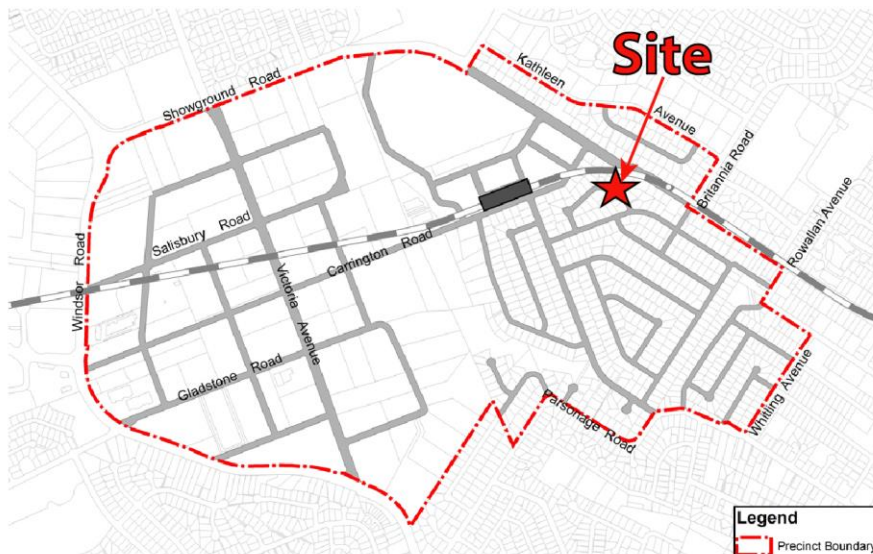 Site
Kathleen
Avenue
Showground Road
Britannia Road
Rowallan Avenue
Salisbury Road
Carrington Road
Windsor Road
Victoria
Avenue
Gladstone Road
Parsonage Road
Whitling Avenue
Legend
Precinct Boundary